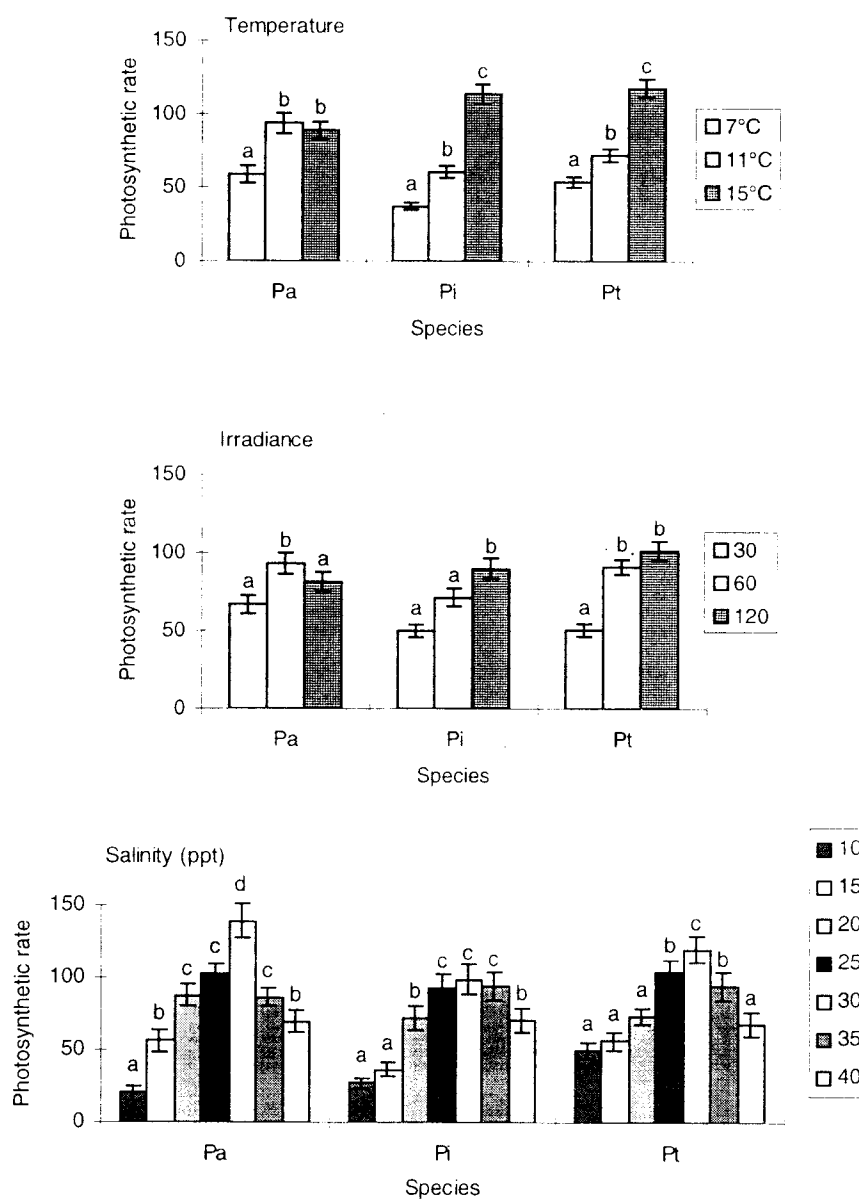 Temperature
Photosynthetic rate
150
100
50
0
a b b
a b c
a b c
7°C
11°C
15°C
Pa Pi Pt
Species
Irradiance
Photosynthetic rate
150
100
50
0
a b a
a a b
a b b
30
60
120
Pa Pi Pt
Species
Salinity (ppt)
Photosynthetic rate
150
100
50
0
a b c c d c b
a a b c c c b
a a a b c b a
10
15
20
25
30
35
40
Pa Pi Pt
Species